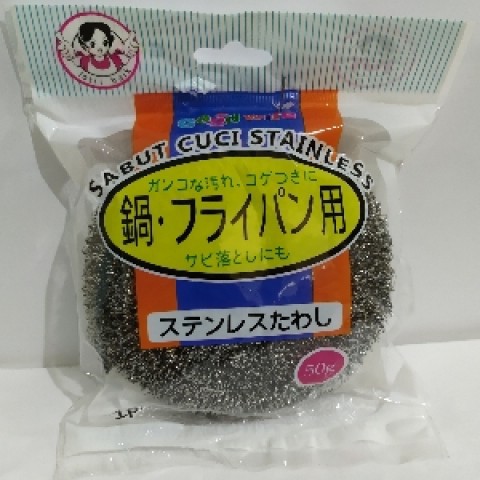 SABUT CUCI STAINLESS
ガンコな汚れ、コゲつきに
鍋・フライパン用
サビ落としにも
ステンレスたわし
50g